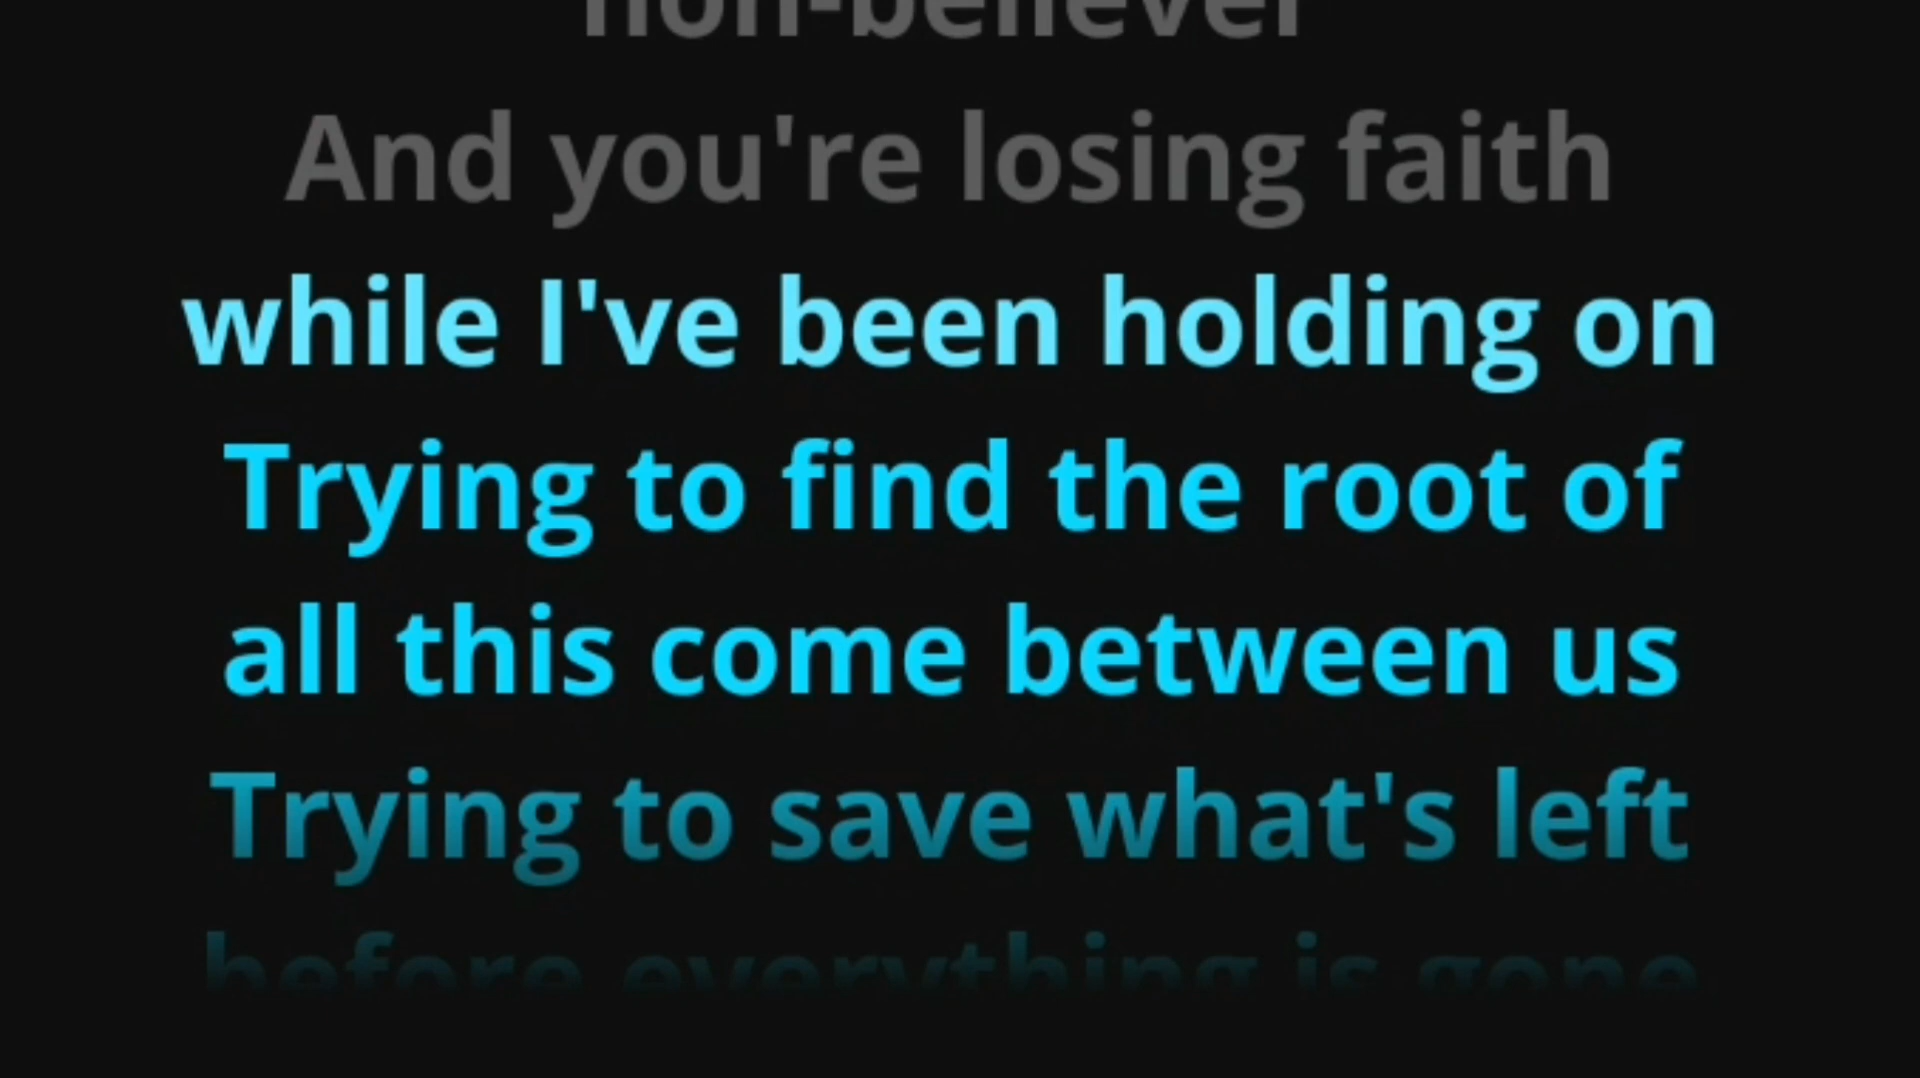 non-believer
And you're losing faith
while I've been holding on
Trying to find the root of
all this come between us
Trying to save what's left
before everything is gone